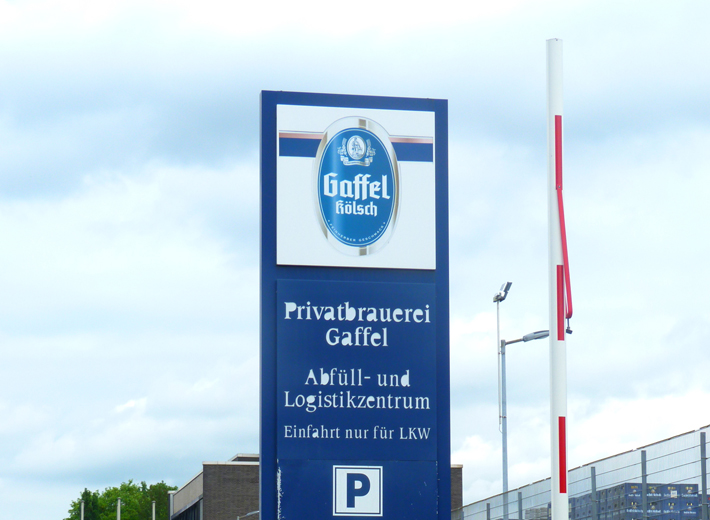 Gaffel
Kölsch
Privatbrauerei
Gaffel
Abfüll- und
Logistikzentrum
Einfahrt nur für LKW
P